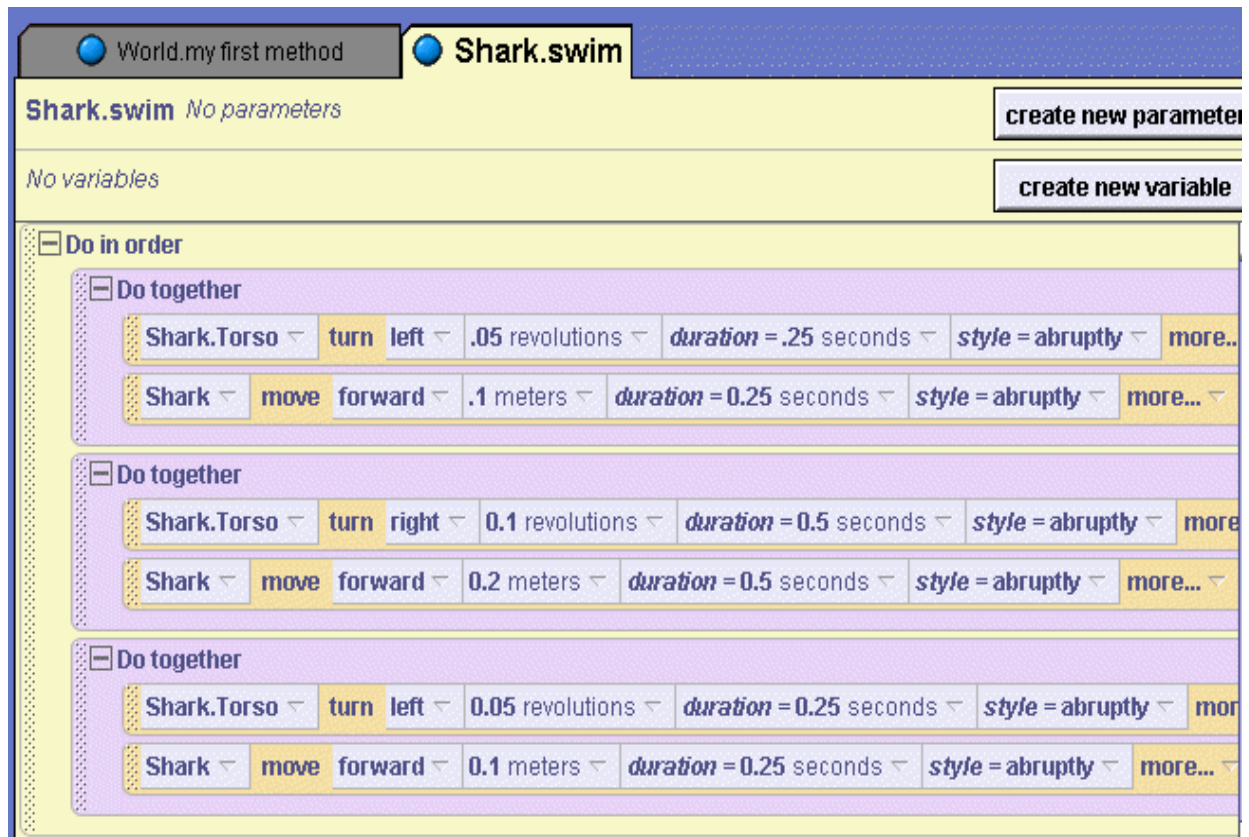 World.my first method Shark.swim
Shark.swim No parameters create new parameter
No variables create new variable
Do in order
Do together
Shark.Torso turn left .05 revolutions duration = .25 seconds style = abruptly more..
Shark move forward .1 meters duration = 0.25 seconds style = abruptly more...
Do together
Shark.Torso turn right 0.1 revolutions duration = 0.5 seconds style = abruptly more
Shark move forward 0.2 meters duration = 0.5 seconds style = abruptly more...
Do together
Shark.Torso turn left 0.05 revolutions duration = 0.25 seconds style = abruptly mor
Shark move forward 0.1 meters duration = 0.25 seconds style = abruptly more...